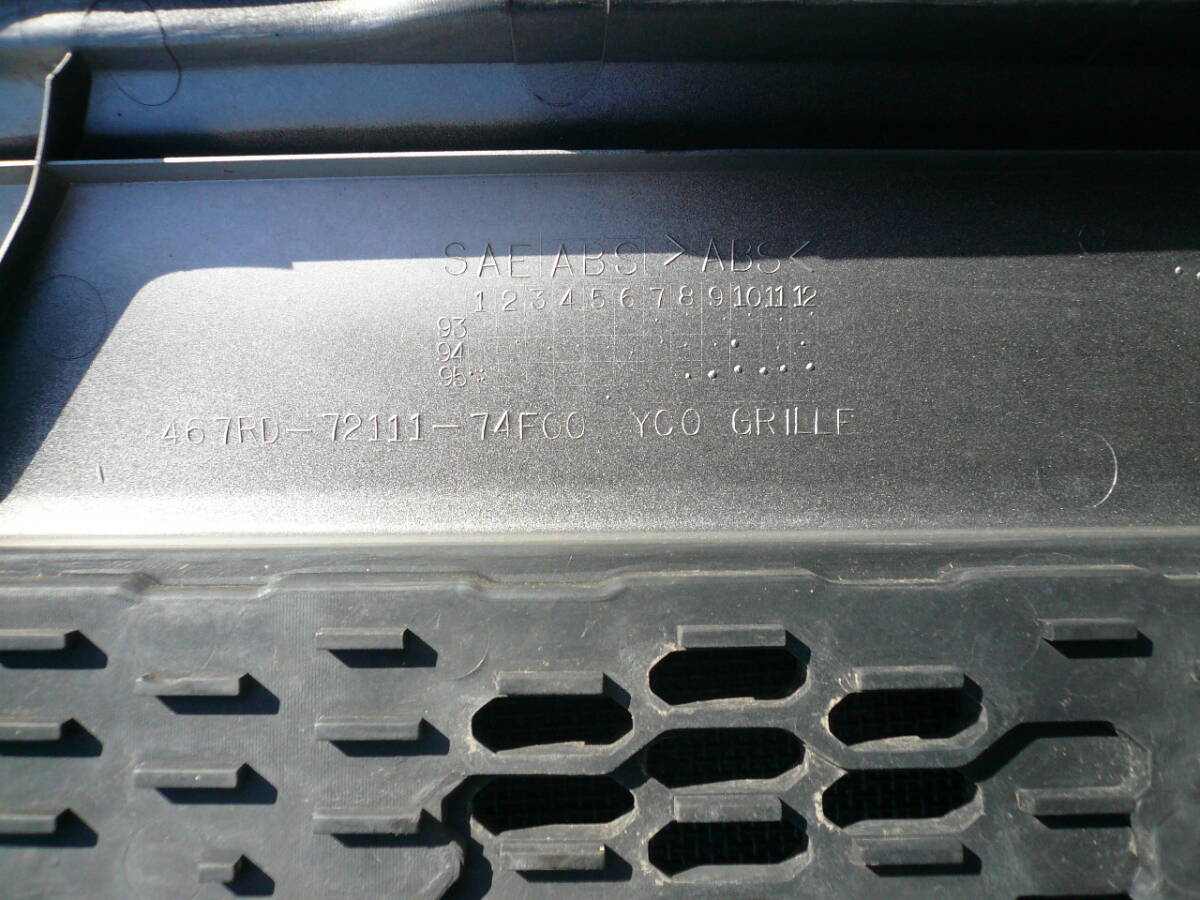 SAE ABS >ABS<
1 2 3 4 5 6 7 8 9 10 11 12
93
94
95
467RD-72111-74F00 YC0 GRILLE